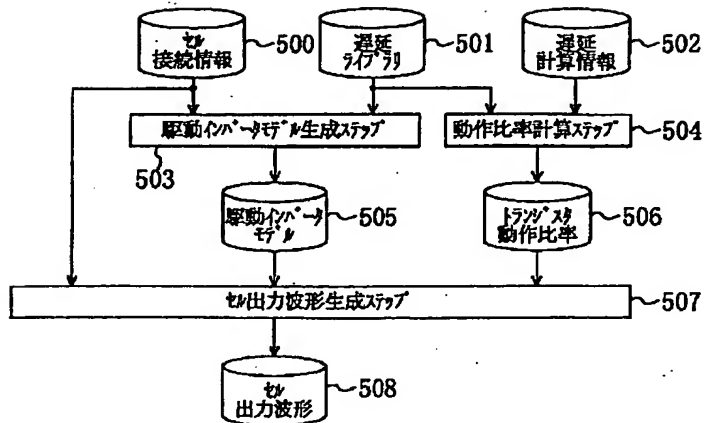 セル
接続情報
500
遅延
ライブラリ
501
遅延
計算情報
502
駆動インバータモデル生成ステップ
503
動作比率計算ステップ
504
駆動インバータ
モデル
505
トランジスタ
動作比率
506
セル出力波形生成ステップ
507
セル
出力波形
508